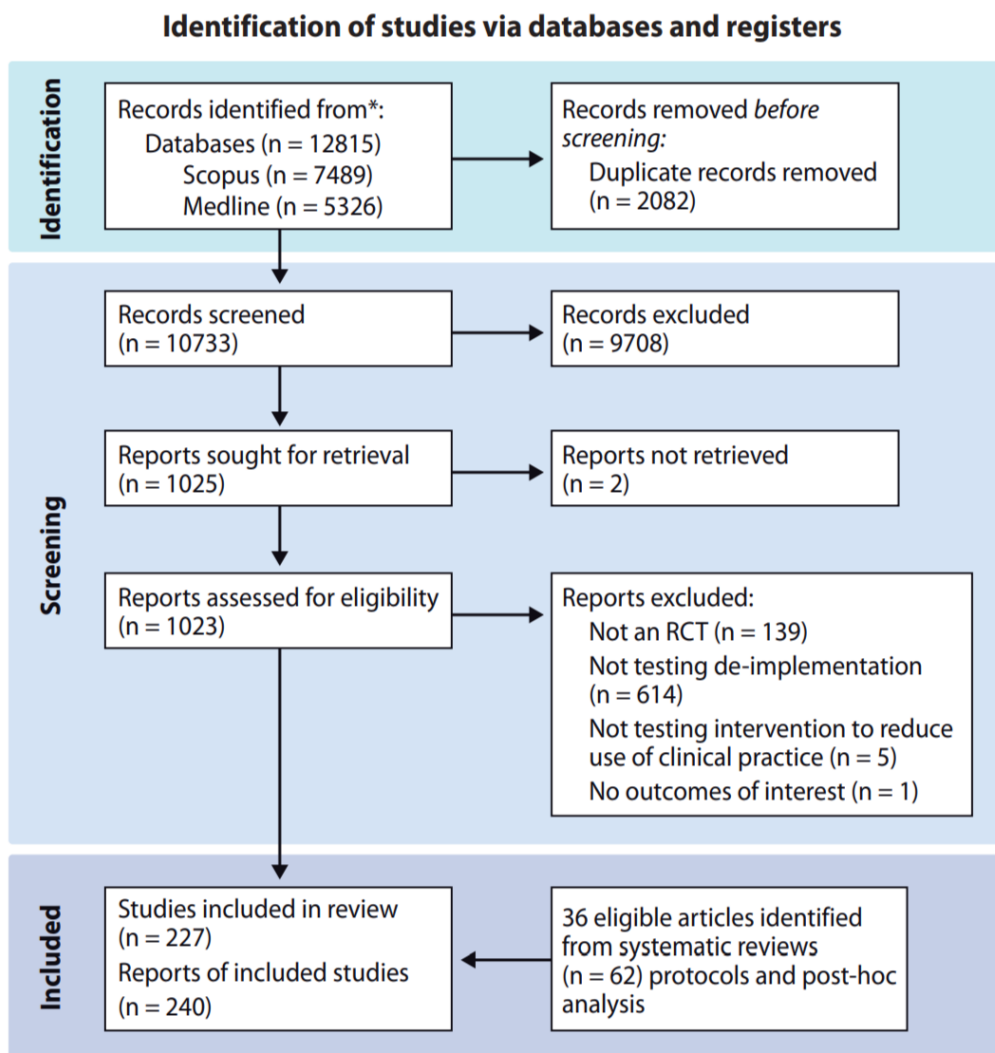 Identification of studies via databases and registers
Identification
Records identified from*:
Databases (n = 12815)
Scopus (n = 7489)
Medline (n = 5326)
Records removed before
screening:
Duplicate records removed
(n = 2082)
Screening
Records screened
(n = 10733)
Records excluded
(n = 9708)
Reports sought for retrieval
(n = 1025)
Reports not retrieved
(n = 2)
Reports assessed for eligibility
(n = 1023)
Reports excluded:
Not an RCT (n = 139)
Not testing de-implementation
(n = 614)
Not testing intervention to reduce
use of clinical practice (n = 5)
No outcomes of interest (n = 1)
Included
Studies included in review
(n = 227)
Reports of included studies
(n = 240)
36 eligible articles identified
from systematic reviews
(n = 62) protocols and post-hoc
analysis